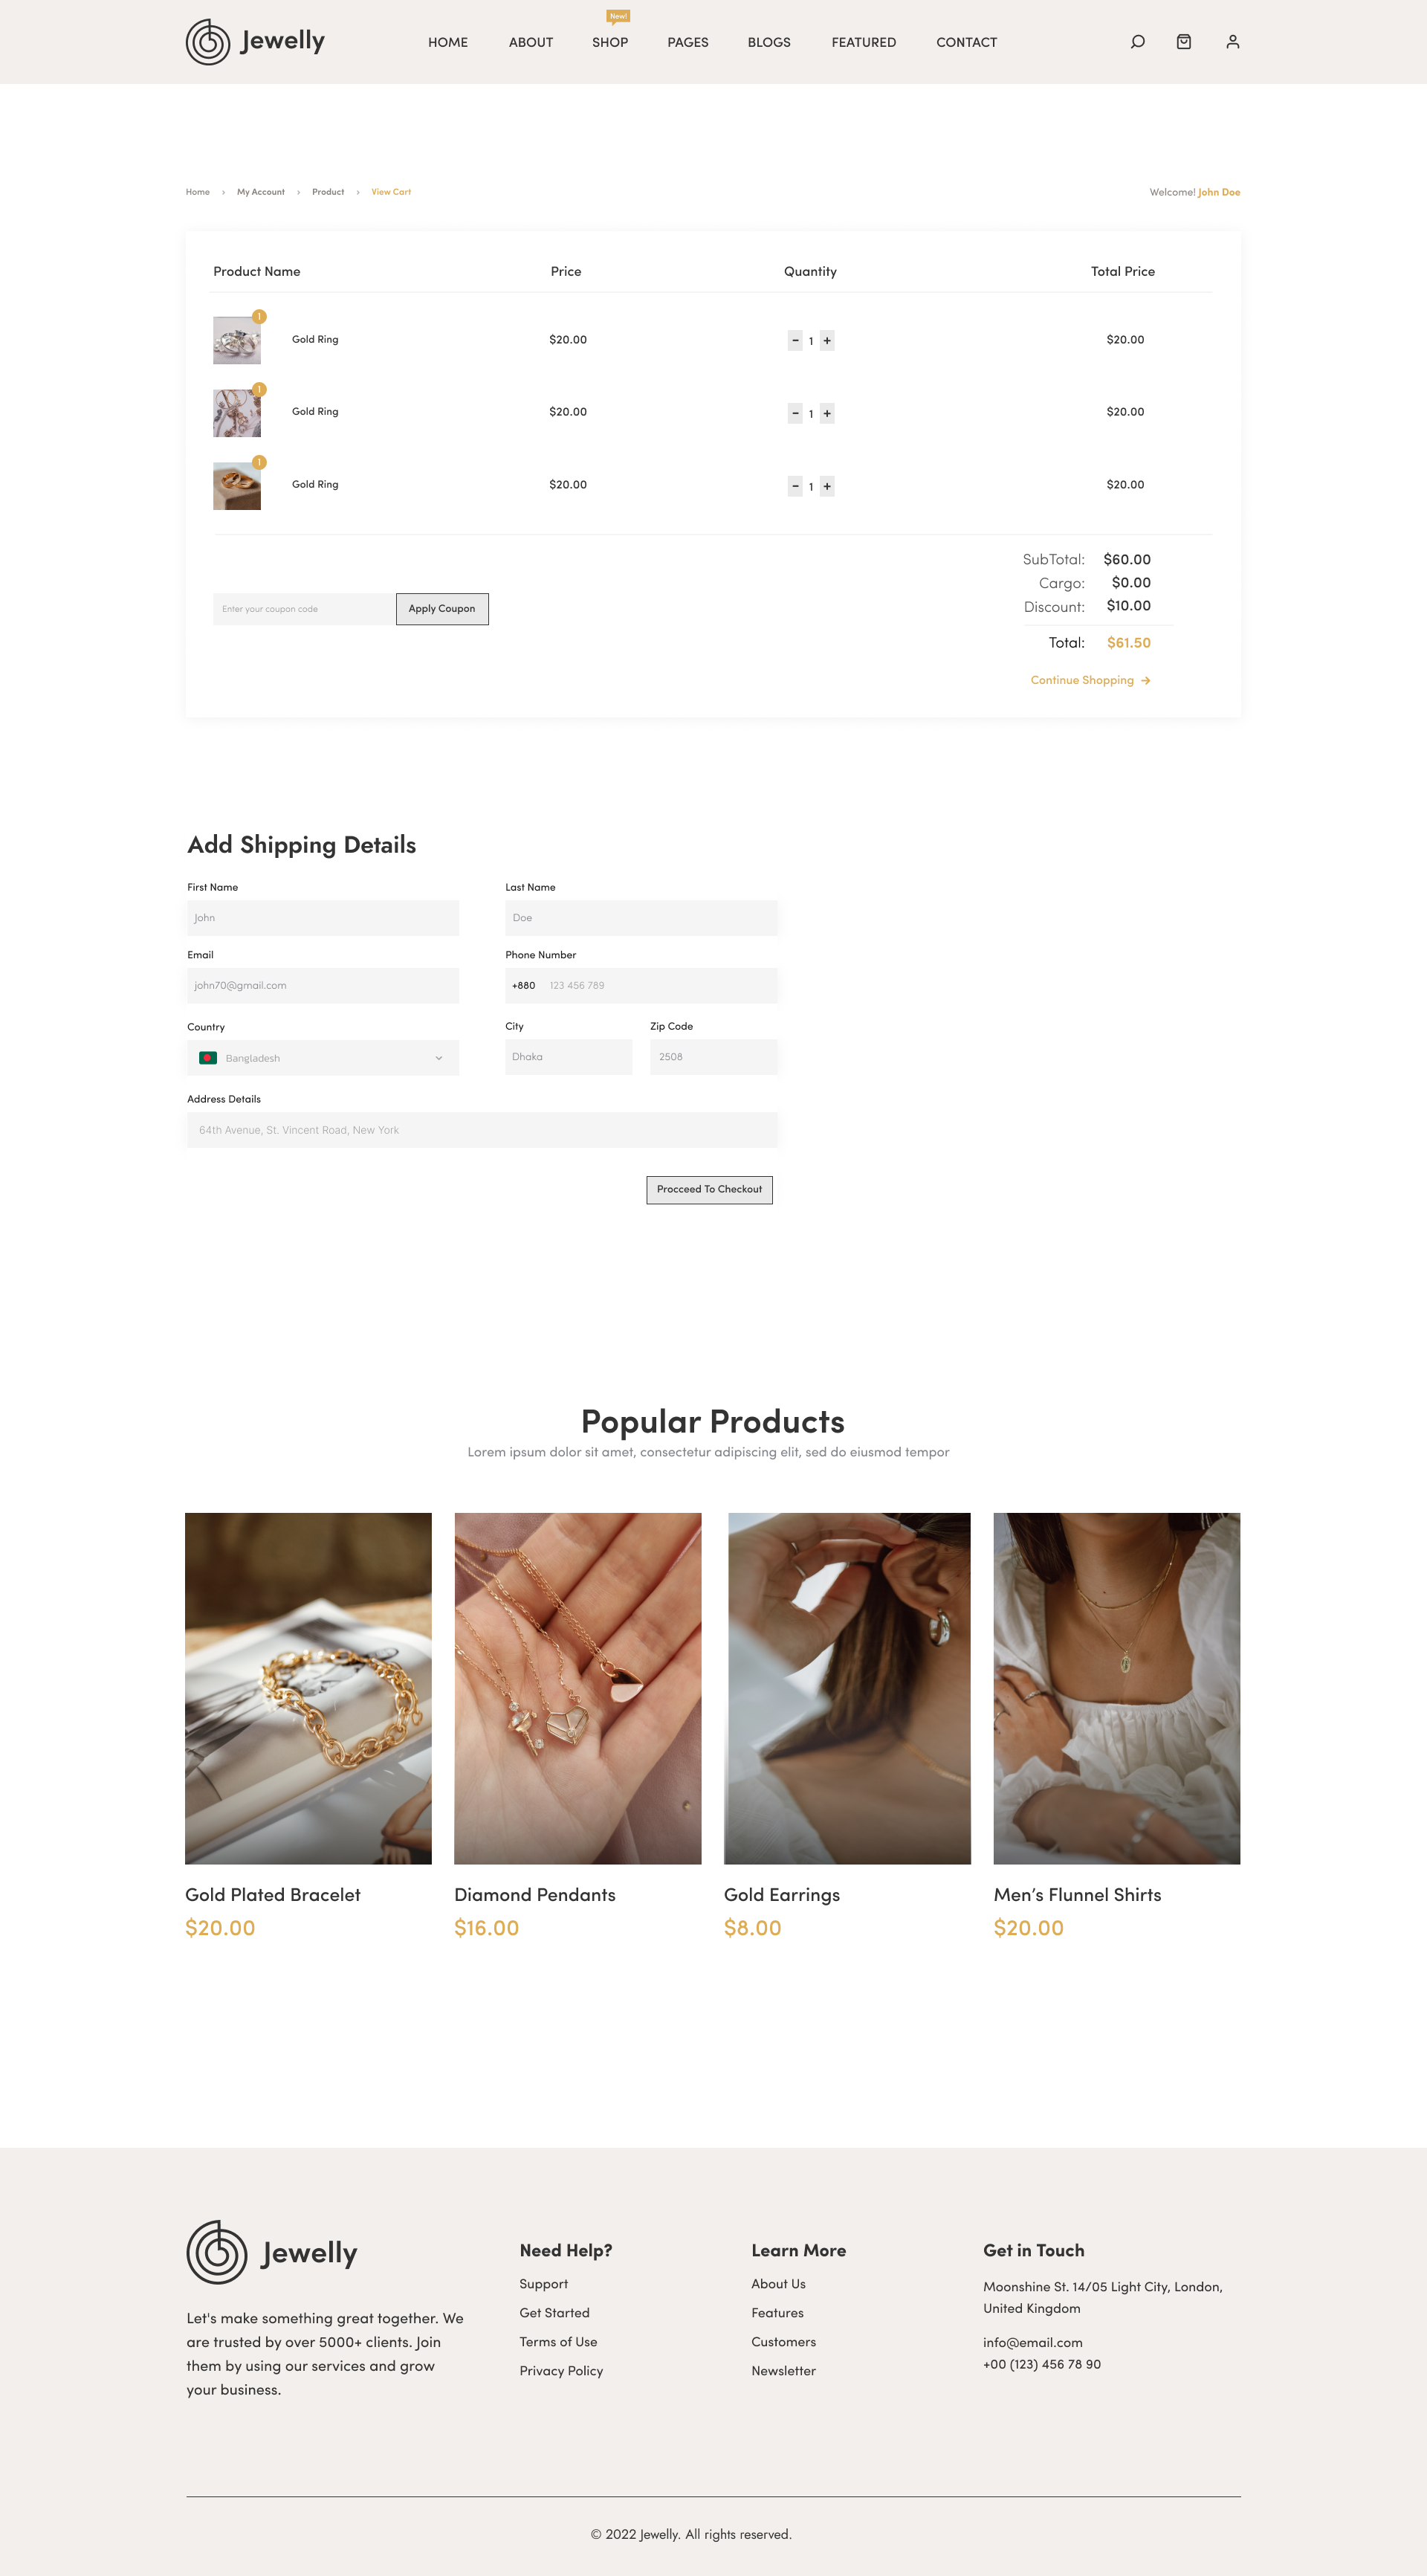 Jewelly
HOME ABOUT SHOP New! PAGES BLOGS FEATURED CONTACT
Home > My Account > Product > View Cart
Welcome! John Doe
Product Name Price Quantity Total Price
1 Gold Ring $20.00 - 1 + $20.00
1 Gold Ring $20.00 - 1 + $20.00
1 Gold Ring $20.00 - 1 + $20.00
SubTotal: $60.00
Cargo: $0.00
Discount: $10.00
Enter your coupon code Apply Coupon
Total: $61.50
Continue Shopping →
Add Shipping Details
First Name Last Name
John Doe
Email Phone Number
john70@gmail.com +880 123 456 789
Country City Zip Code
Bangladesh Dhaka 2508
Address Details
64th Avenue, St. Vincent Road, New York
Procceed To Checkout
Popular Products
Lorem ipsum dolor sit amet, consectetur adipiscing elit, sed do eiusmod tempor
Gold Plated Bracelet
$20.00
Diamond Pendants
$16.00
Gold Earrings
$8.00
Men’s Flunnel Shirts
$20.00
Jewelly
Let's make something great together. We
are trusted by over 5000+ clients. Join
them by using our services and grow
your business.
Need Help?
Support
Get Started
Terms of Use
Privacy Policy
Learn More
About Us
Features
Customers
Newsletter
Get in Touch
Moonshine St. 14/05 Light City, London,
United Kingdom
info@email.com
+00 (123) 456 78 90
© 2022 Jewelly. All rights reserved.